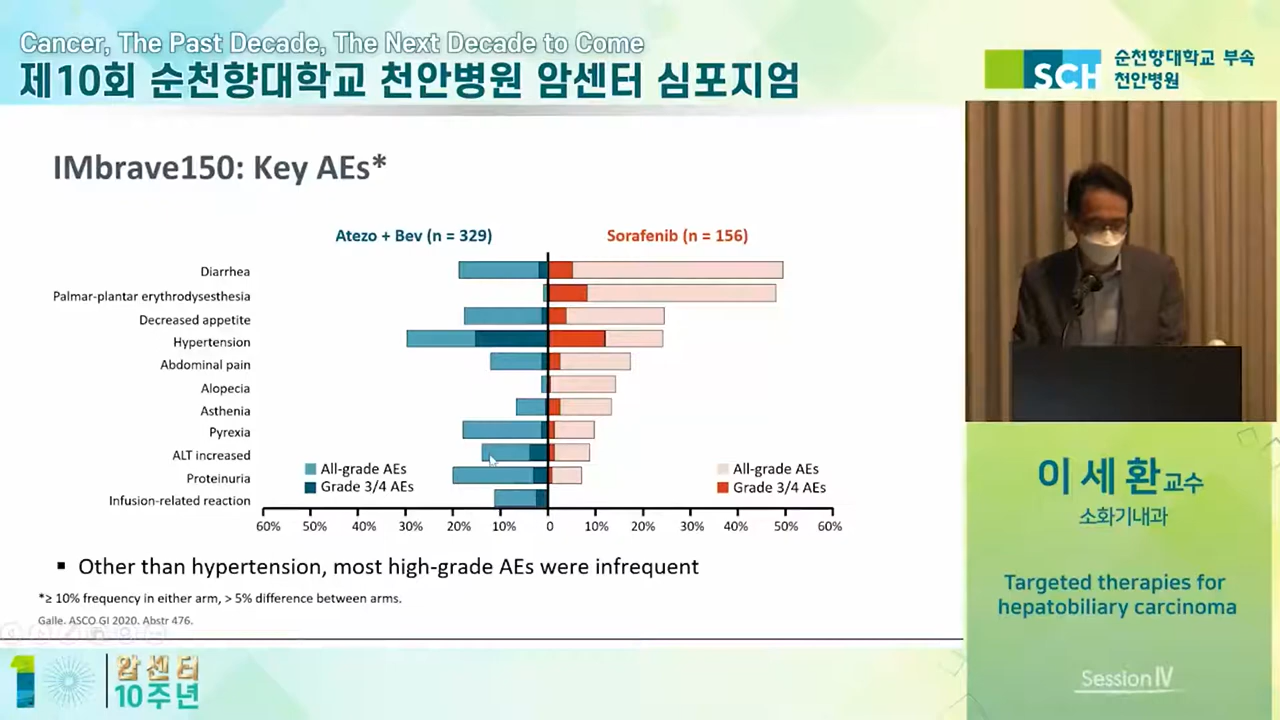 Cancer, The Past Decade, The Next Decade to Come
제10회 순천향대학교 천안병원 암센터 심포지엄
SCH
순천향대학교 부속
천안병원
IMbrave150: Key AEs*
Atezo + Bev (n = 329)
Sorafenib (n = 156)
Diarrhea
Palmar-plantar erythrodysesthesia
Decreased appetite
Hypertension
Abdominal pain
Alopecia
Asthenia
Pyrexia
ALT increased
Proteinuria
Infusion-related reaction
All-grade AEs
Grade 3/4 AEs
All-grade AEs
Grade 3/4 AEs
60% 50% 40% 30% 20% 10% 0 10% 20% 30% 40% 50% 60%
▪ Other than hypertension, most high-grade AEs were infrequent
*≥ 10% frequency in either arm, > 5% difference between arms.
Galle. ASCO GI 2020. Abstr 476.
이세환교수
소화기내과
Targeted therapies for
hepatobiliary carcinoma
Session Ⅳ
10
암센터
10주년